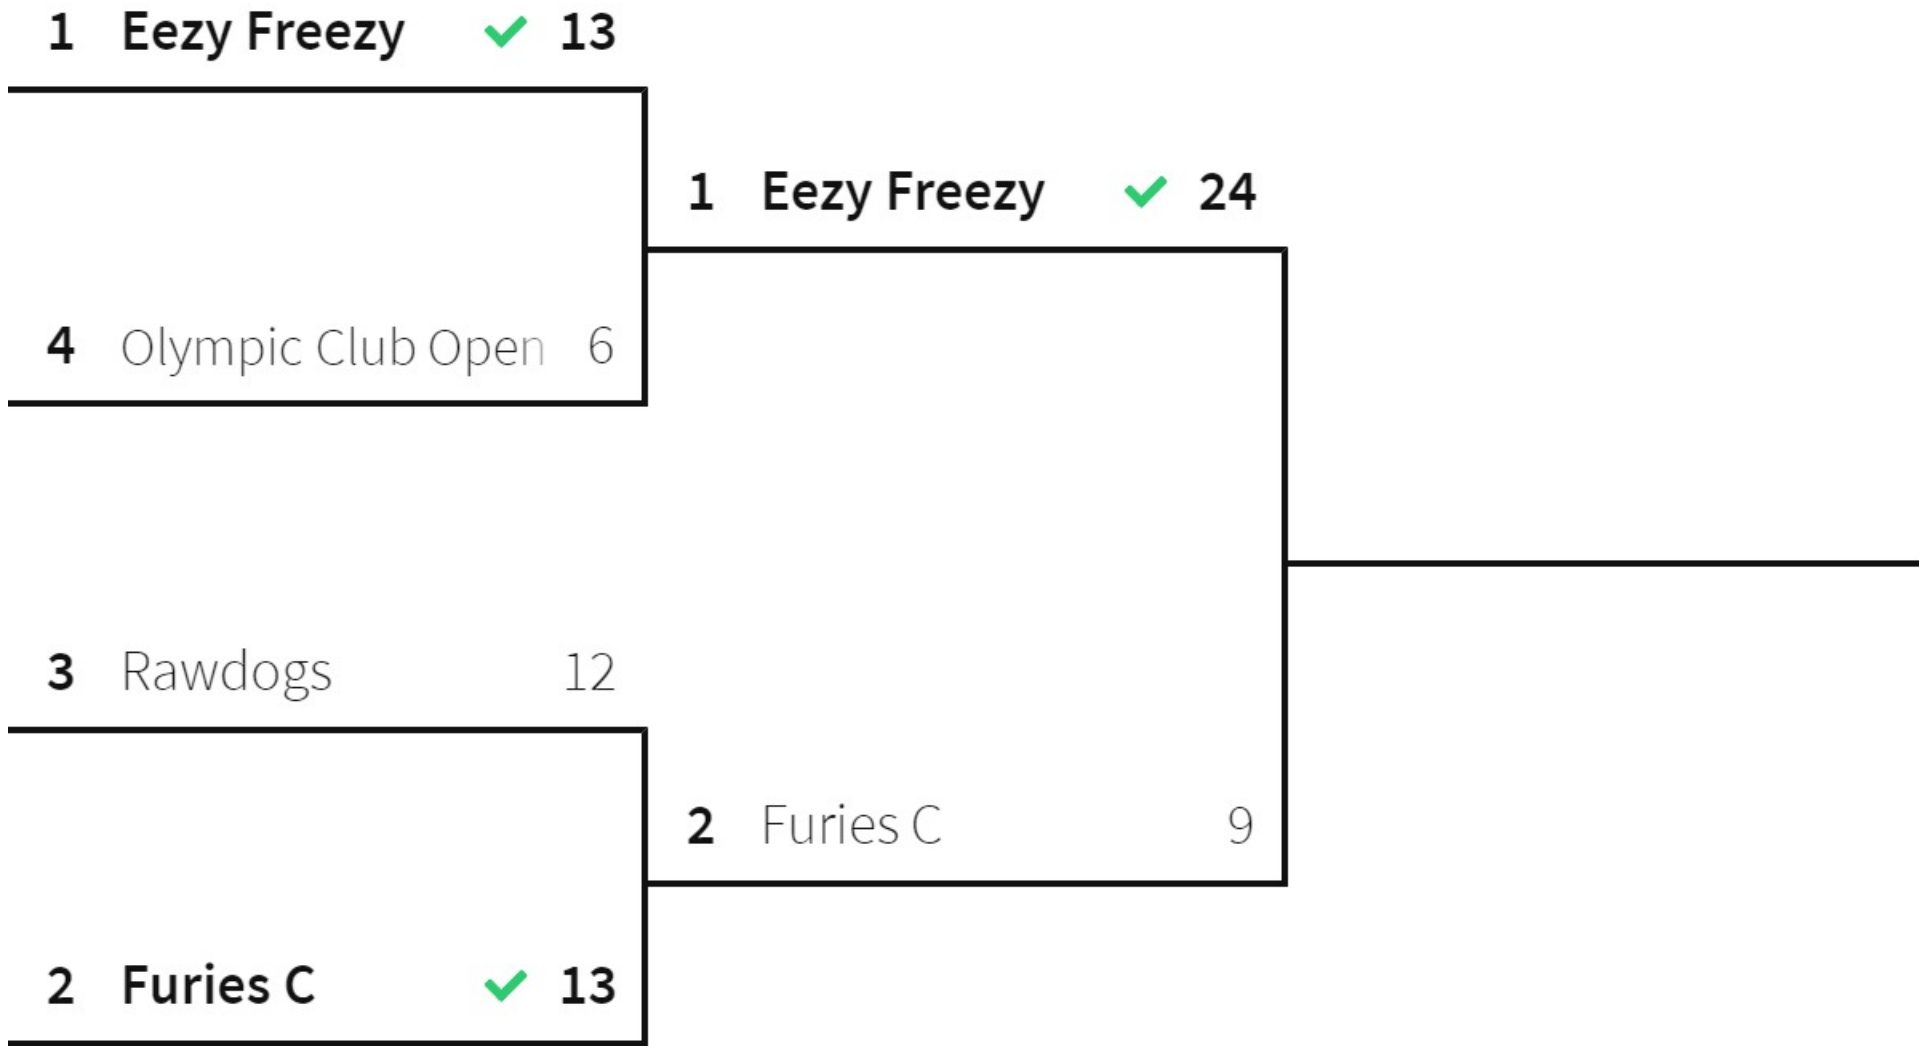 1 Eezy Freezy 13
1 Eezy Freezy 24
4 Olympic Club Open 6
3 Rawdogs 12
2 Furies C 9
2 Furies C 13